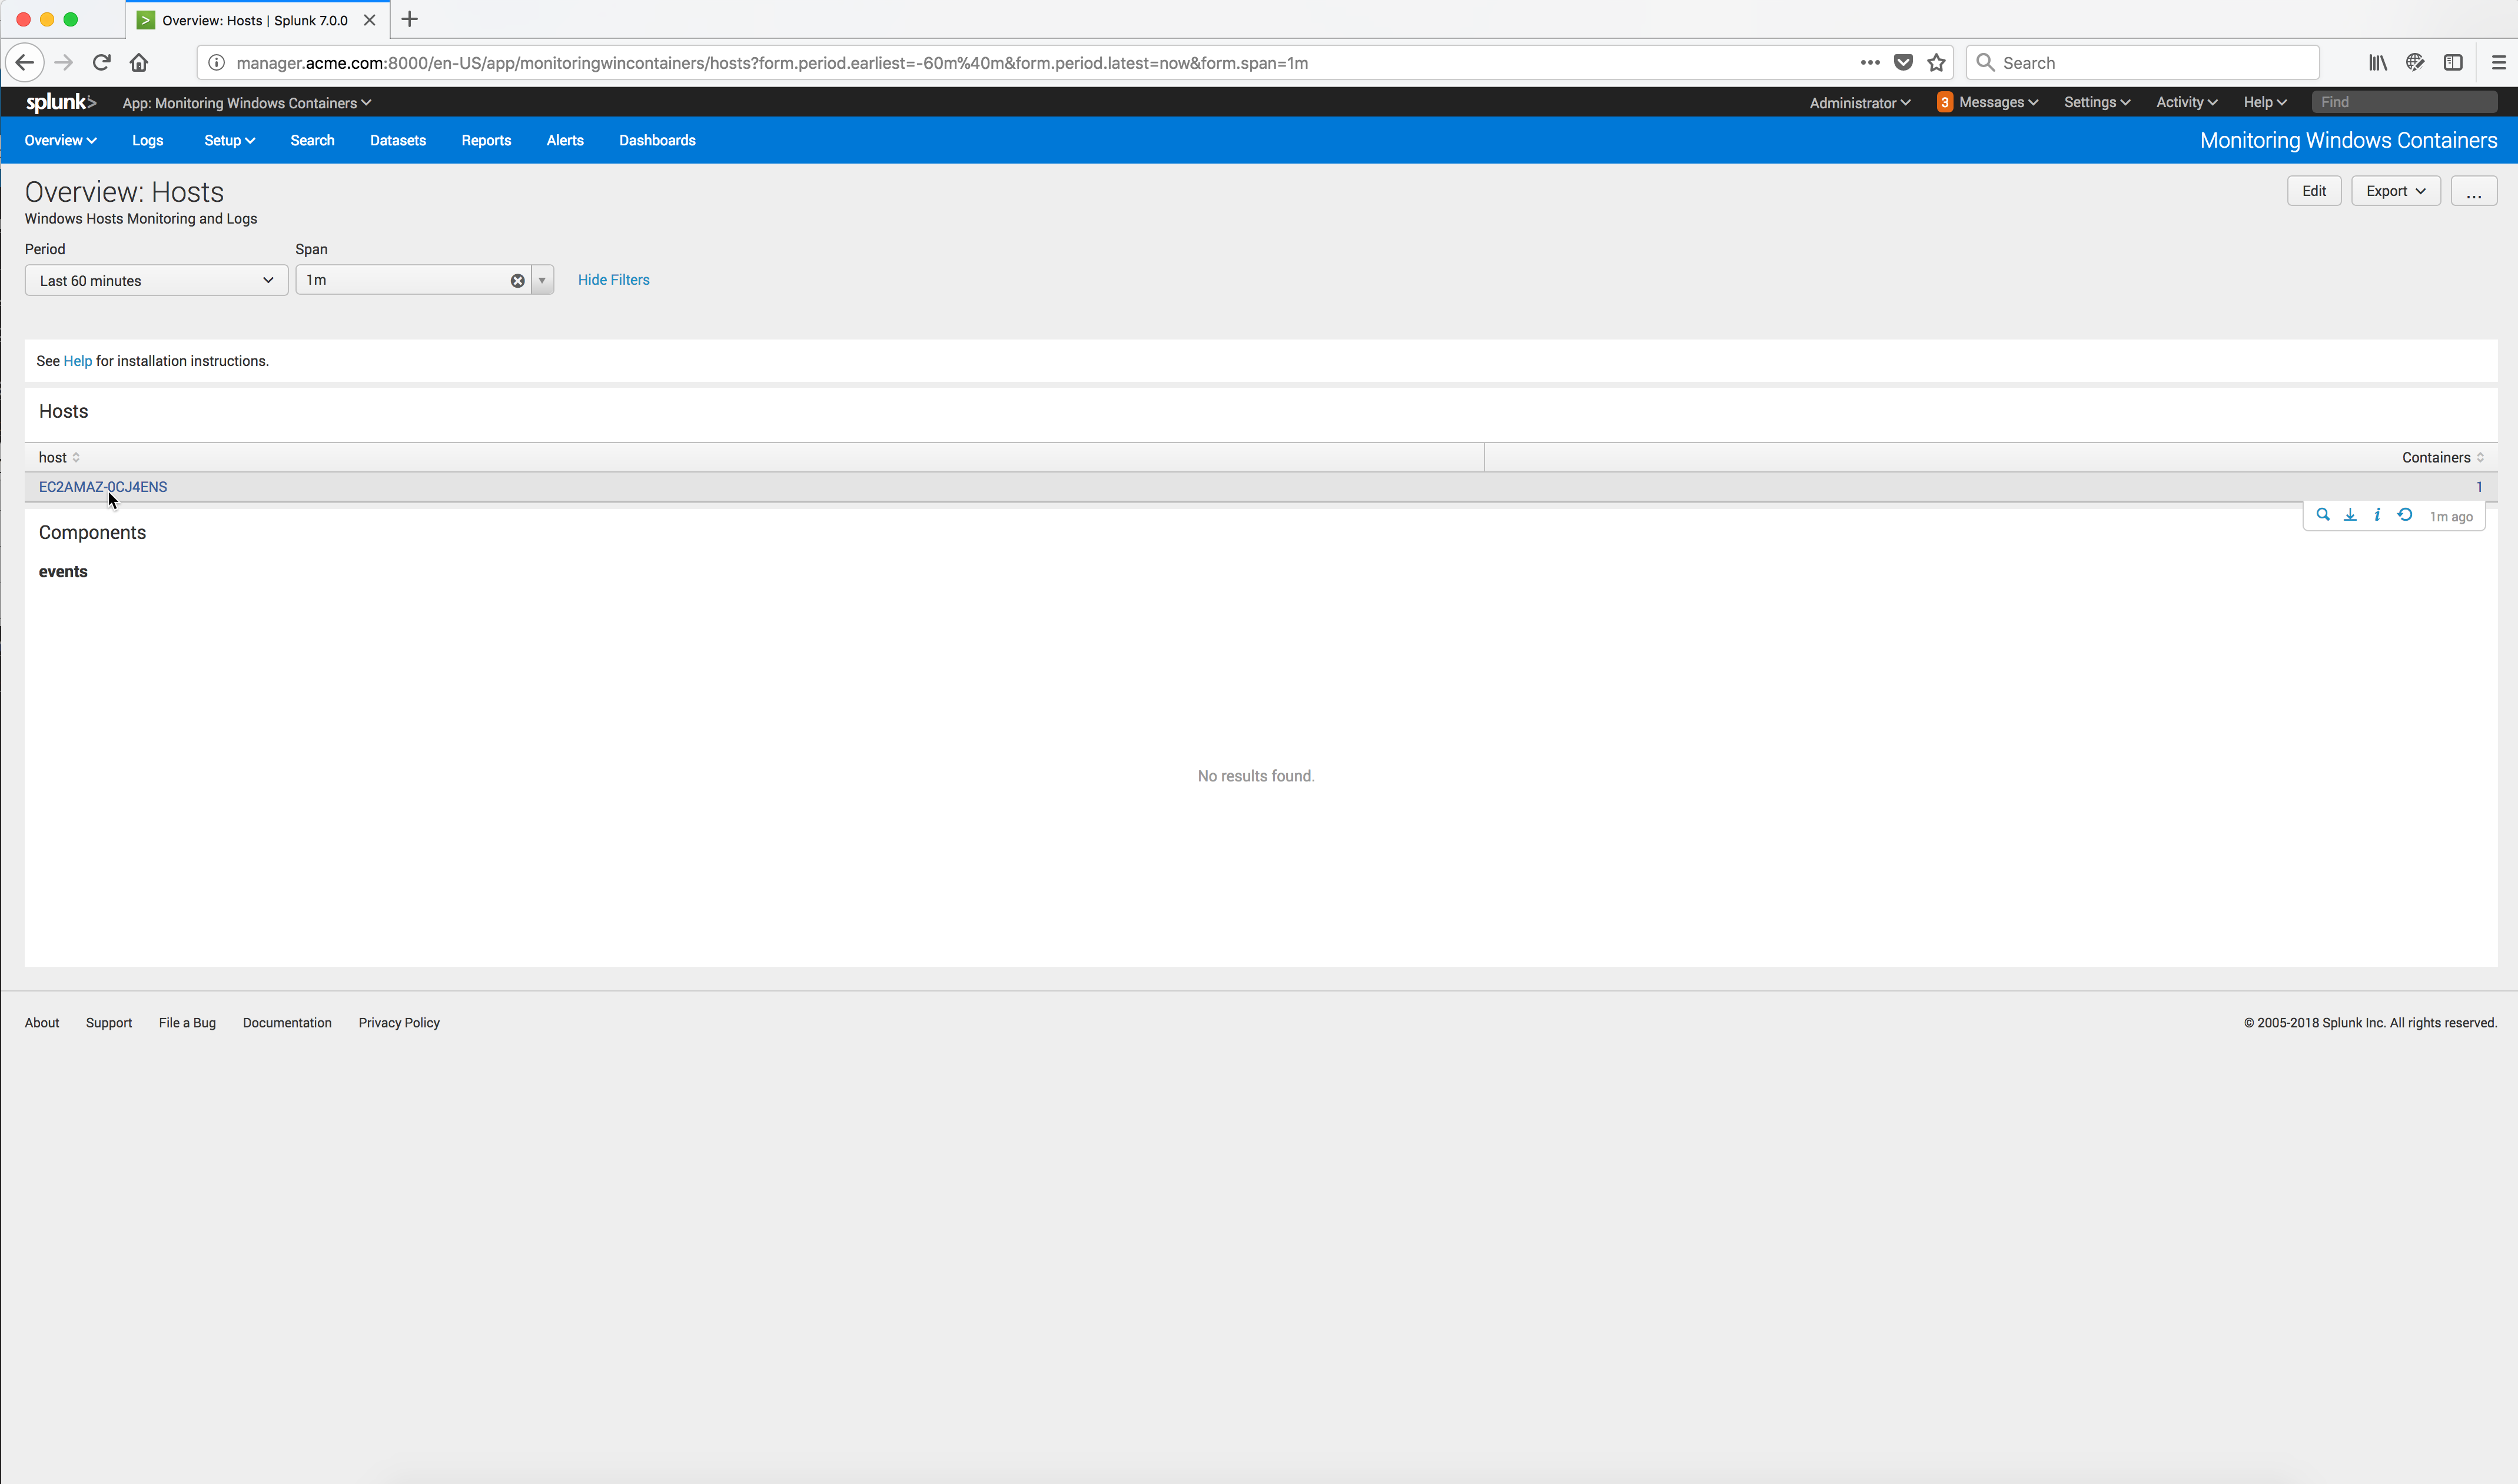 Overview: Hosts | Splunk 7.0.0
manager.acme.com:8000/en-US/app/monitoringwincontainers/hosts?form.period.earliest=-60m%40m&form.period.latest=now&form.span=1m
Search
splunk> App: Monitoring Windows Containers Administrator 3 Messages Settings Activity Help Find
Overview Logs Setup Search Datasets Reports Alerts Dashboards Monitoring Windows Containers
Overview: Hosts
Edit Export ...
Windows Hosts Monitoring and Logs
Period Span
Last 60 minutes 1m Hide Filters
See Help for installation instructions.
Hosts
host Containers
EC2AMAZ-0CJ4ENS 1
i 1m ago
Components
events
No results found.
About Support File a Bug Documentation Privacy Policy © 2005-2018 Splunk Inc. All rights reserved.